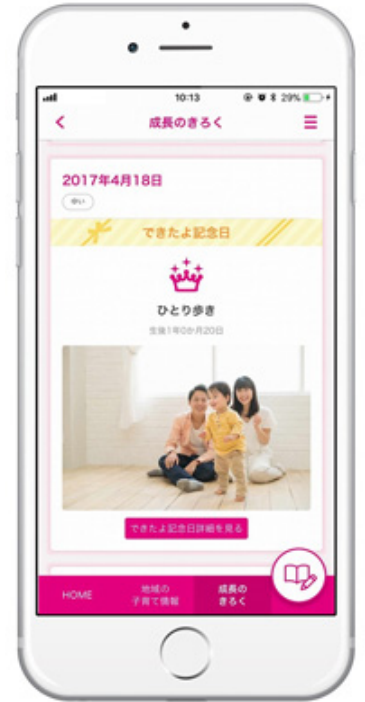 10:13
29%
成長のきろく
2017年4月18日
ゆい
できたよ記念日
ひとり歩き
生後1年0か月20日
できたよ記念日詳細を見る
HOME
地域の
子育て情報
成長の
きろく